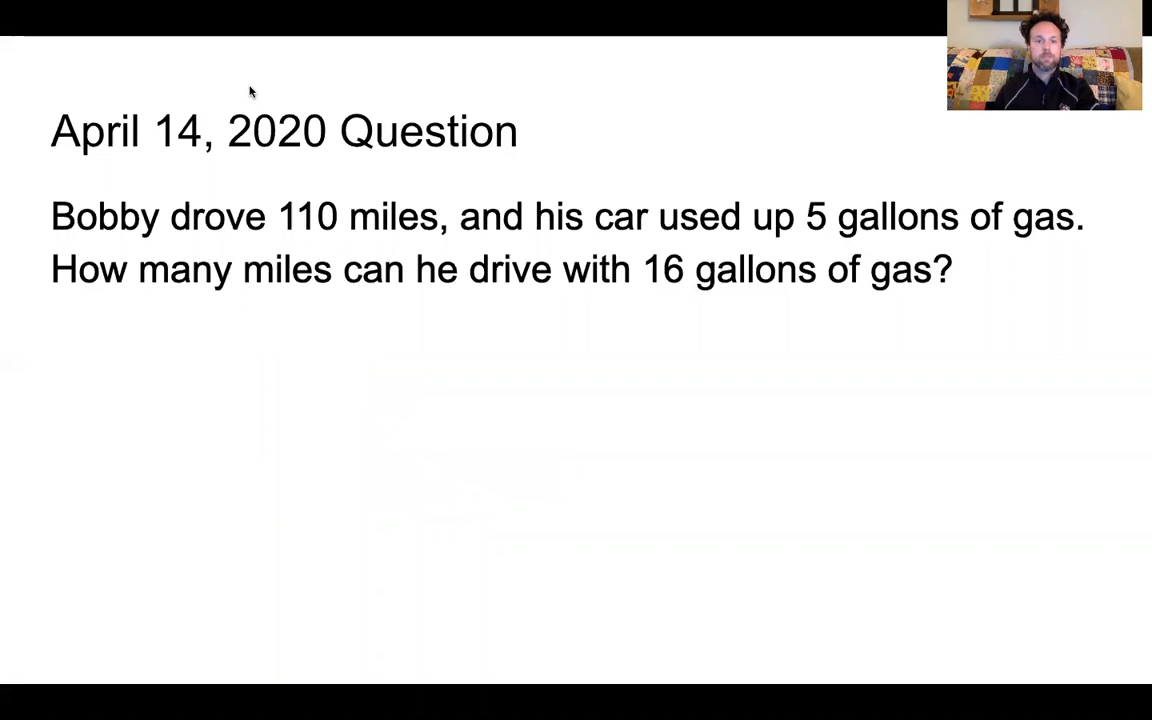 April 14, 2020 Question
Bobby drove 110 miles, and his car used up 5 gallons of gas.
How many miles can he drive with 16 gallons of gas?